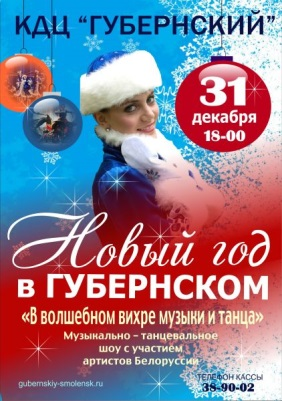 КДЦ "ГУБЕРНСКИЙ"
31
декабря
18-00
Новый год
в ГУБЕРНСКОМ
«В волшебном вихре музыки и танца»
Музыкально – танцевальное
шоу с участием
артистов Белоруссии
gubernskiy-smolensk.ru
ТЕЛЕФОН КАССЫ
38-90-02